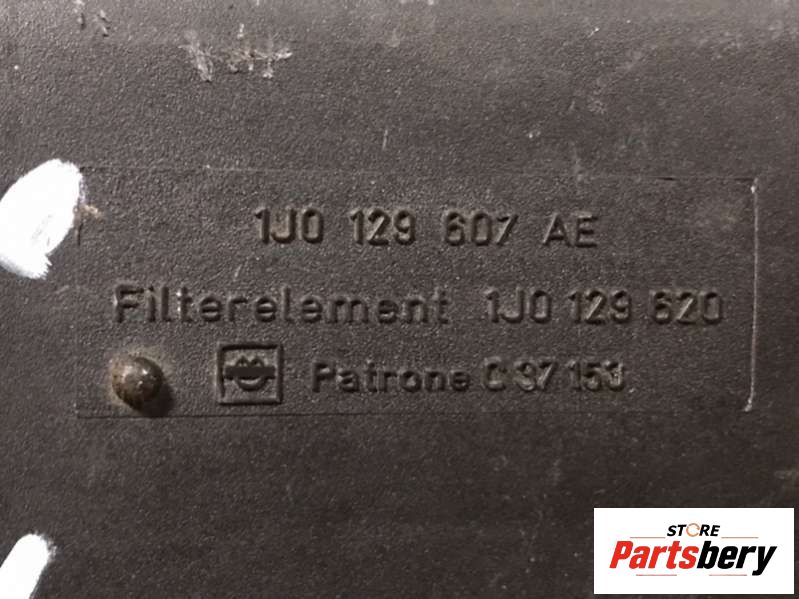 1J0 129 607 AE
Filterelement 1J0 129 620
Patrone C 37 153
STORE
Partsbery